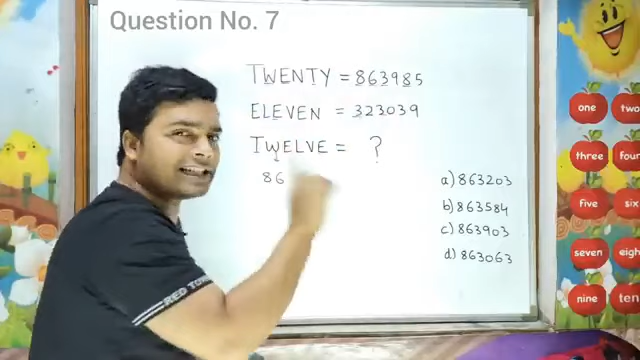 Question No. 7
TWENTY = 863985
ELEVEN = 323039
TWELVE = ?
86
a) 863203
b) 863584
c) 863903
d) 863063
RED TO
one two
three four
five six
seven eigh
nine ten